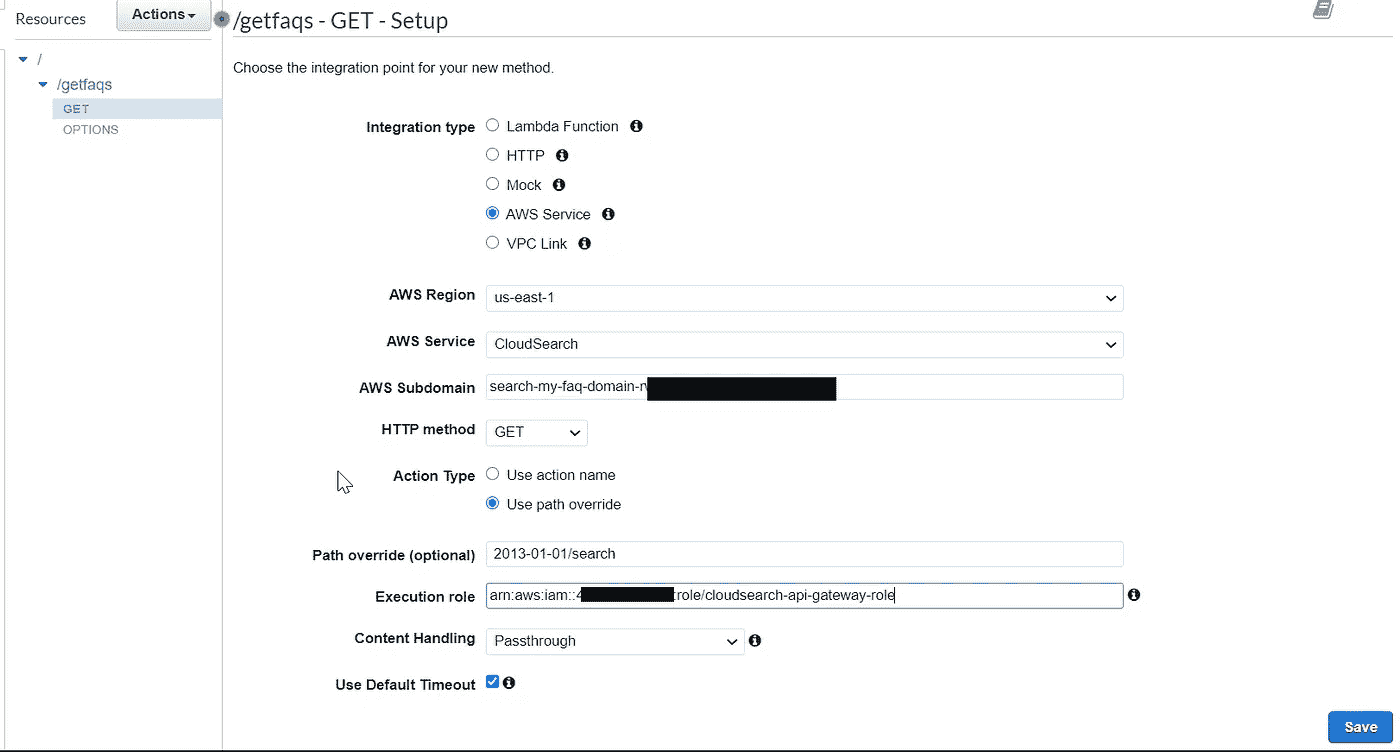 Resources
Actions
/getfaqs - GET - Setup
/
/getfaqs
GET
OPTIONS
Choose the integration point for your new method.
Integration type
Lambda Function
HTTP
Mock
AWS Service
VPC Link
AWS Region us-east-1
AWS Service CloudSearch
AWS Subdomain search-my-faq-domain-
HTTP method GET
Action Type
Use action name
Use path override
Path override (optional) 2013-01-01/search
Execution role arn:aws:iam::4 :role/cloudsearch-api-gateway-role
Content Handling Passthrough
Use Default Timeout
Save